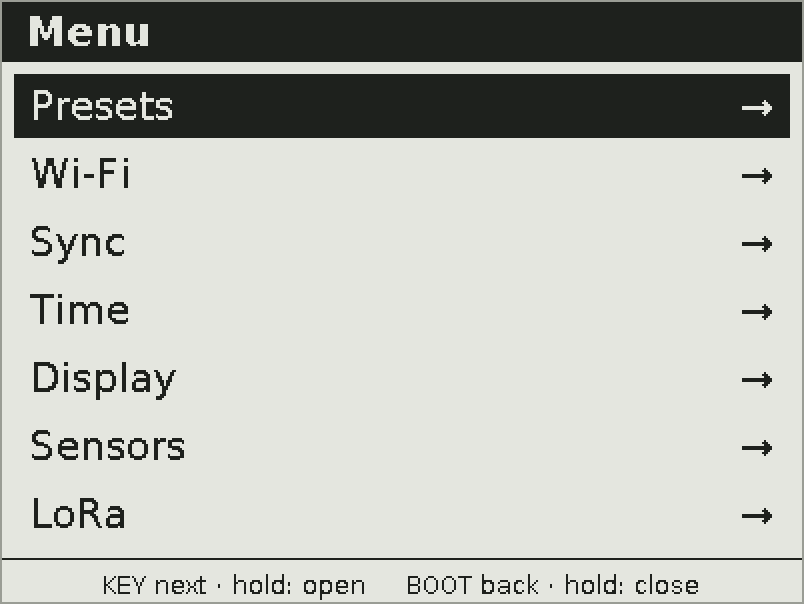 Menu
Presets →
Wi-Fi →
Sync →
Time →
Display →
Sensors →
LoRa →
KEY next · hold: open BOOT back · hold: close